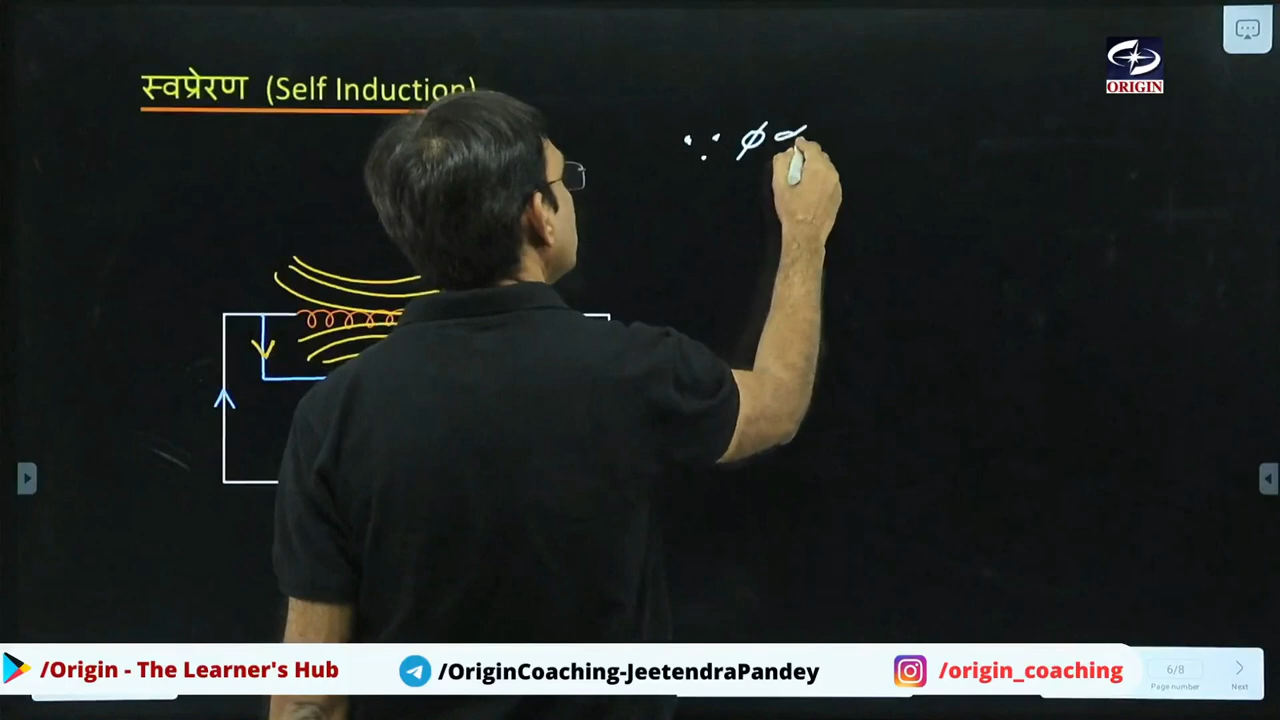 स्वप्रेरण (Self Induction)
∵ φ ∝
ORIGIN
/Origin - The Learner's Hub
/OriginCoaching-JeetendraPandey
/origin_coaching
6/8
Page number
Next